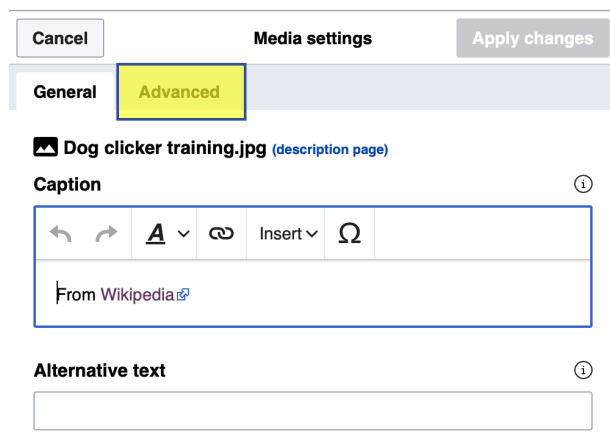 Cancel Media settings Apply changes
General Advanced
Dog clicker training.jpg (description page)
Caption
A Insert Ω
From Wikipedia
Alternative text